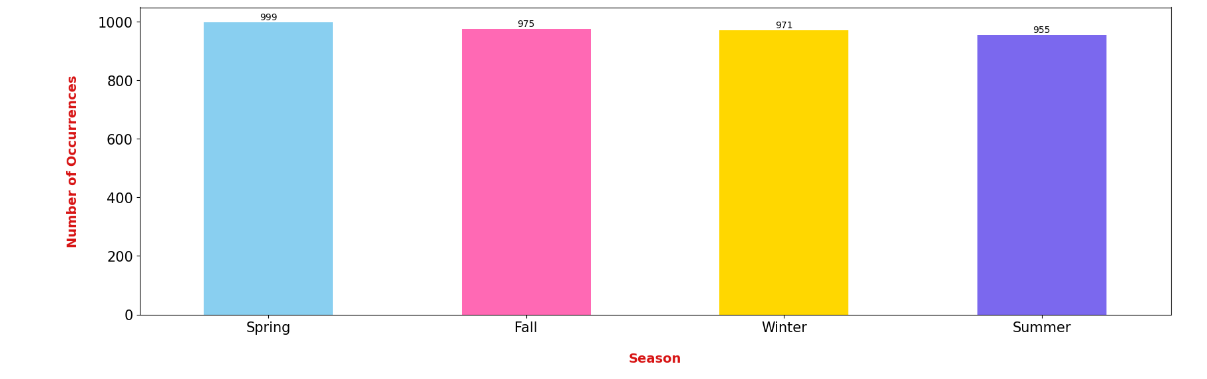 Number of Occurrences
1000
800
600
400
200
0
999
975
971
955
Spring
Fall
Winter
Summer
Season